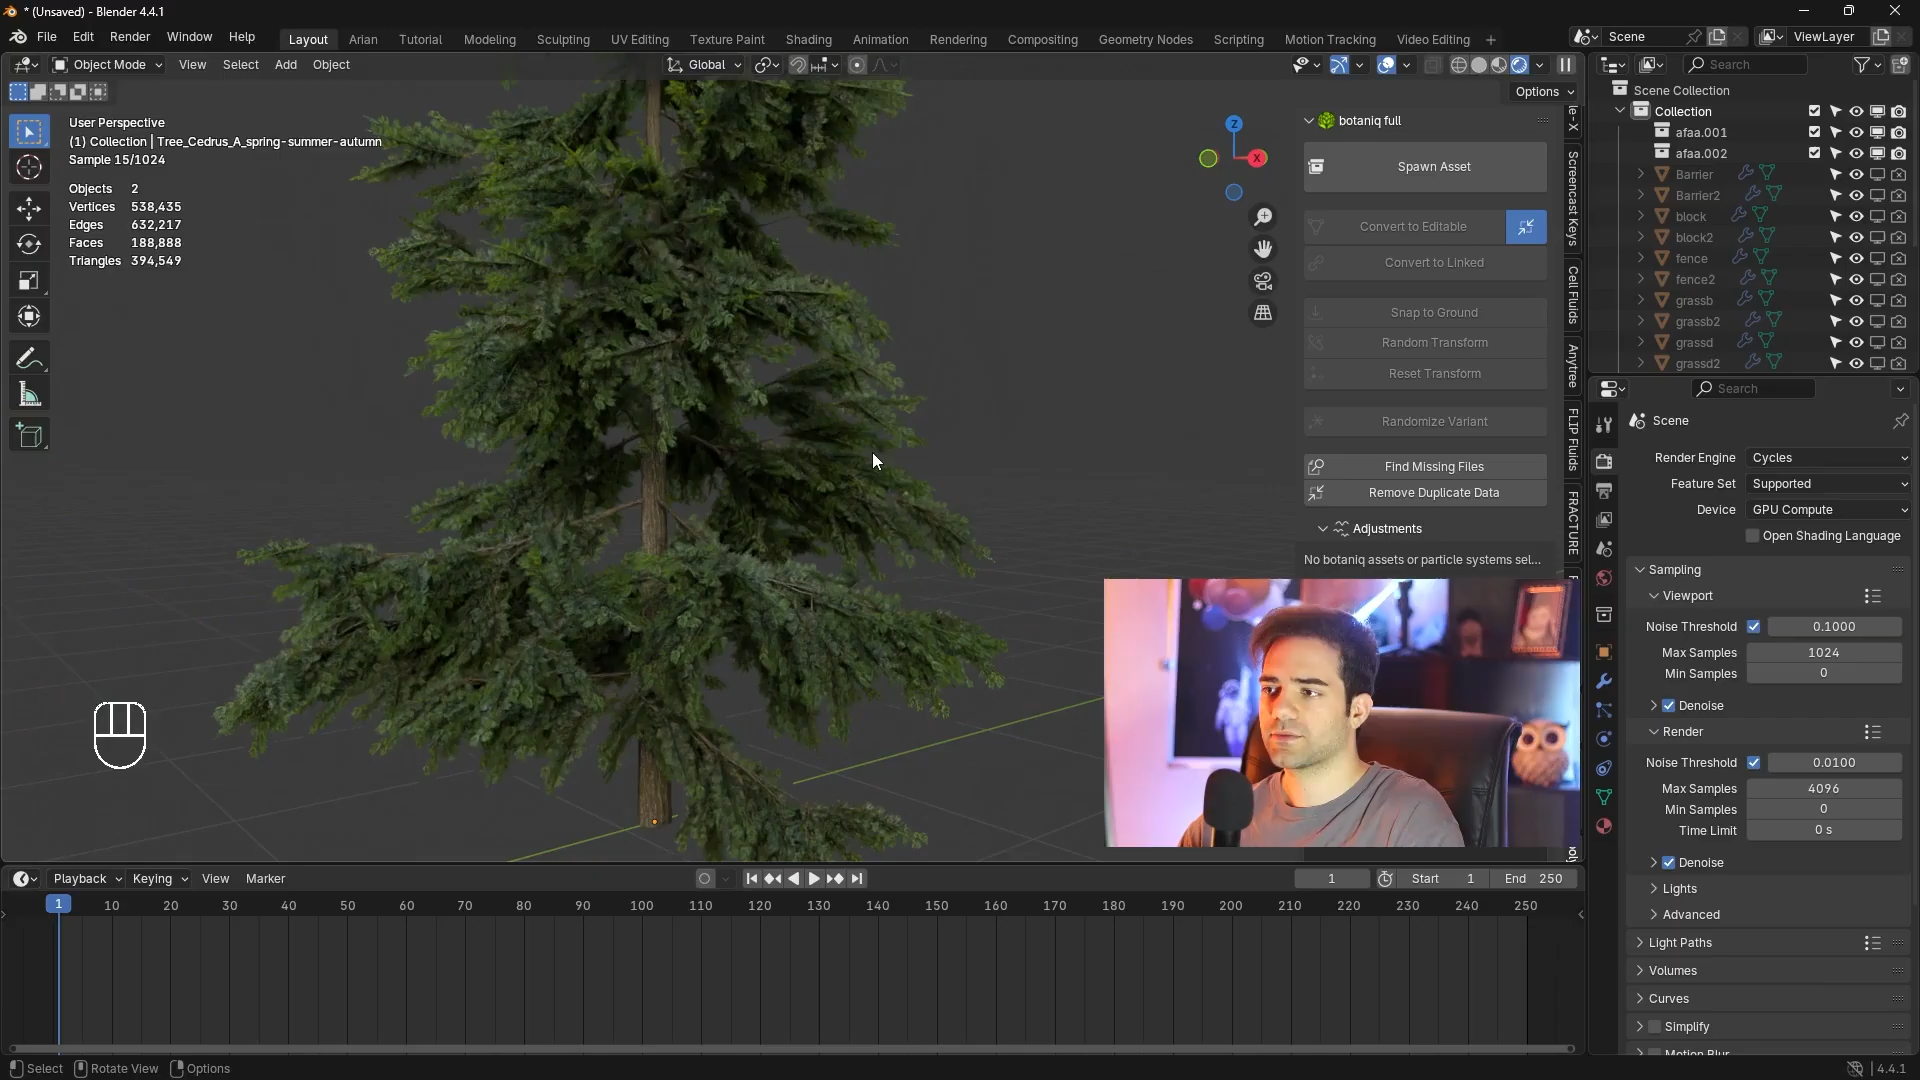 * (Unsaved) - Blender 4.4.1
File Edit Render Window Help Layout Arian Tutorial Modeling Sculpting UV Editing Texture Paint Shading Animation Rendering Compositing Geometry Nodes Scripting Motion Tracking Video Editing Scene ViewLayer
Object Mode View Select Add Object Global
Options
User Perspective
(1) Collection | Tree_Cedrus_A_spring-summer-autumn
Sample 15/1024
Objects 2
Vertices 538,435
Edges 632,217
Faces 188,888
Triangles 394,549
Z
X
botaniq full
Spawn Asset
Convert to Editable
Convert to Linked
Snap to Ground
Random Transform
Reset Transform
Randomize Variant
Find Missing Files
Remove Duplicate Data
Adjustments
No botaniq assets or particle systems sel...
le-X
Screencast Keys
Cell Fluids
Anytree
FLIP Fluids
FRACTURE
Search
Scene Collection
Collection
afaa.001
afaa.002
Barrier
Barrier2
block
block2
fence
fence2
grassb
grassb2
grassd
grassd2
Search
Scene
Render Engine Cycles
Feature Set Supported
Device GPU Compute
Open Shading Language
Sampling
Viewport
Noise Threshold 0.1000
Max Samples 1024
Min Samples 0
Denoise
Render
Noise Threshold 0.0100
Max Samples 4096
Min Samples 0
Time Limit 0 s
Denoise
Lights
Advanced
Light Paths
Volumes
Curves
Simplify
Motion Blur
Playback Keying View Marker 1 Start 1 End 250
1 10 20 30 40 50 60 70 80 90 100 110 120 130 140 150 160 170 180 190 200 210 220 230 240 250
Select Rotate View Options 4.4.1